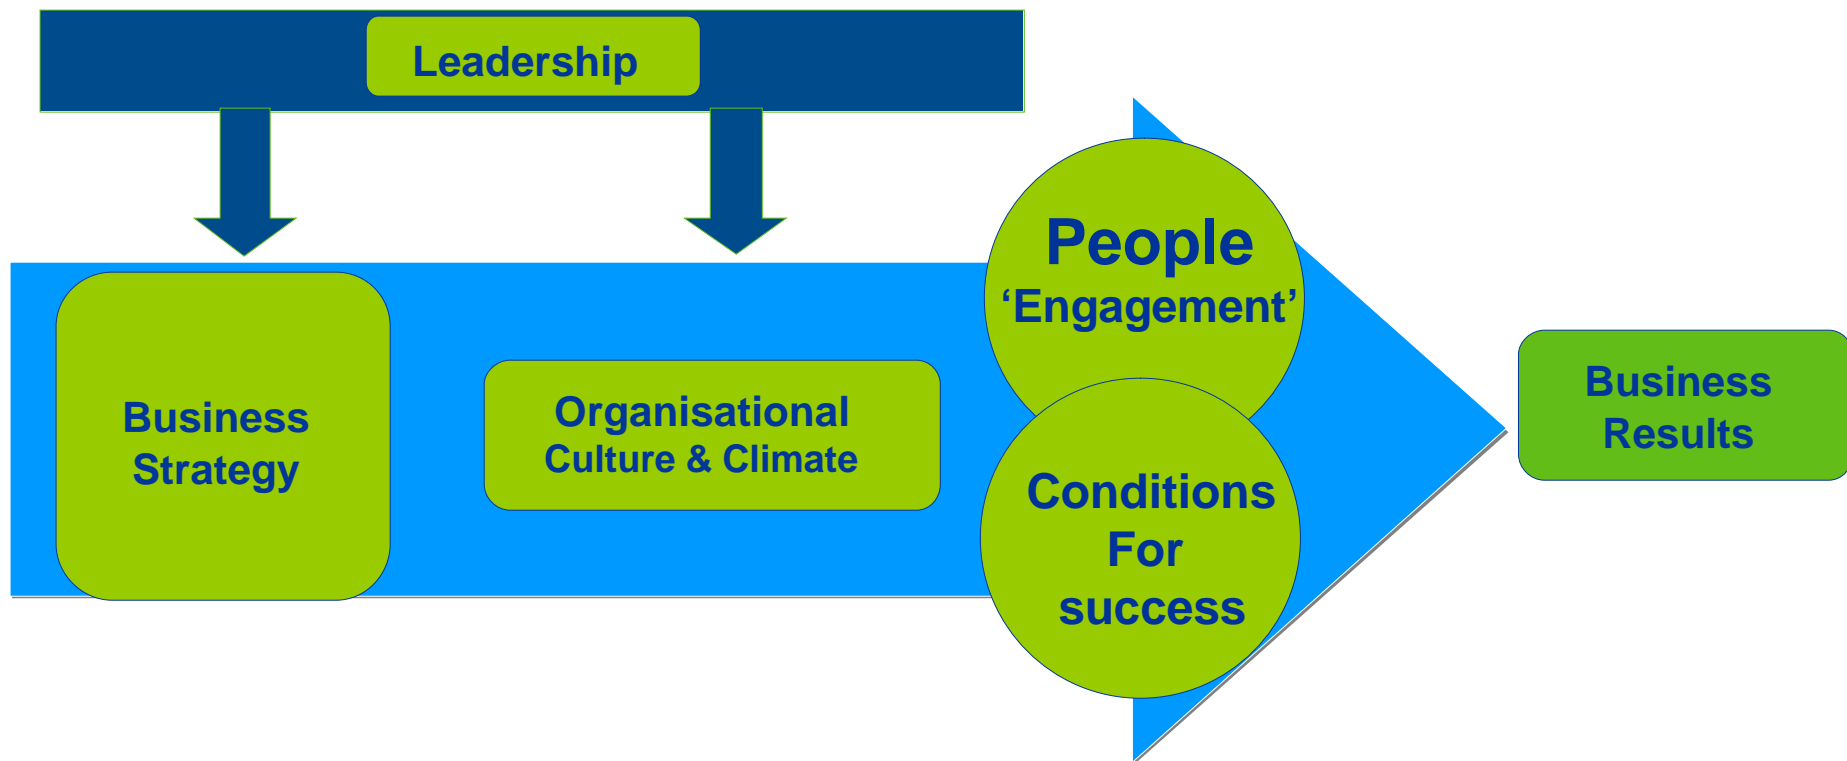 Leadership
People
‘Engagement’
Business
Strategy
Organisational
Culture & Climate
Conditions
For
success
Business
Results